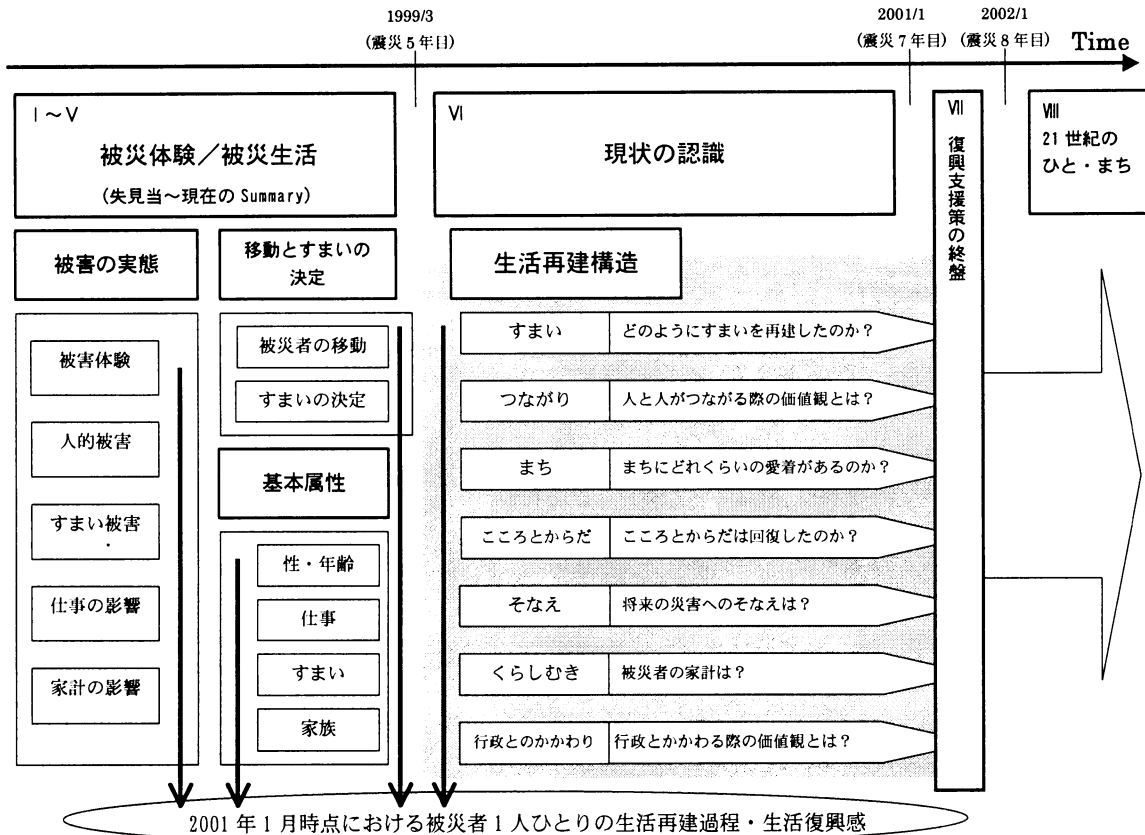 1999/3
(震災5年目)
2001/1
(震災7年目)
2002/1
(震災8年目)
Time
Ⅰ～Ⅴ
被災体験／被災生活
(失見当～現在の Summary)
Ⅵ
現状の認識
Ⅶ
復興支援策の終盤
Ⅷ
21世紀の
ひと・まち
被害の実態
被害体験
人的被害
すまい被害
仕事の影響
家計の影響
移動とすまいの
決定
被災者の移動
すまいの決定
基本属性
性・年齢
仕事
すまい
家族
生活再建構造
すまい どのようにすまいを再建したのか？
つながり 人と人がつながる際の価値観とは？
まち まちにどれくらいの愛着があるのか？
こころとからだ こころとからだは回復したのか？
そなえ 将来の災害へのそなえは？
くらしむき 被災者の家計は？
行政とのかかわり 行政とかかわる際の価値観とは？
2001年1月時点における被災者1人ひとりの生活再建過程・生活復興感